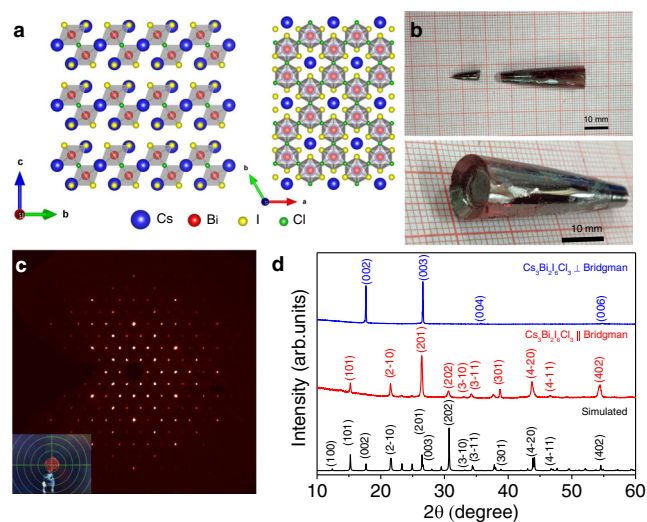 a
c
a
b
b
a
Cs
Bi
I
Cl
b
10 mm
10 mm
c
d
Intensity (arb.units)
2θ (degree)
10
20
30
40
50
60
Cs₃Bi₂I₆Cl₃ ⊥ Bridgman
(002)
(003)
(004)
(006)
Cs₃Bi₂I₆Cl₃ || Bridgman
(101)
(2-10)
(201)
(202)
(3-10)
(3-11)
(301)
(4-20)
(4-11)
(402)
Simulated
(100)
(101)
(002)
(2-10)
(201)
(003)
(202)
(3-10)
(3-11)
(301)
(4-20)
(4-11)
(402)